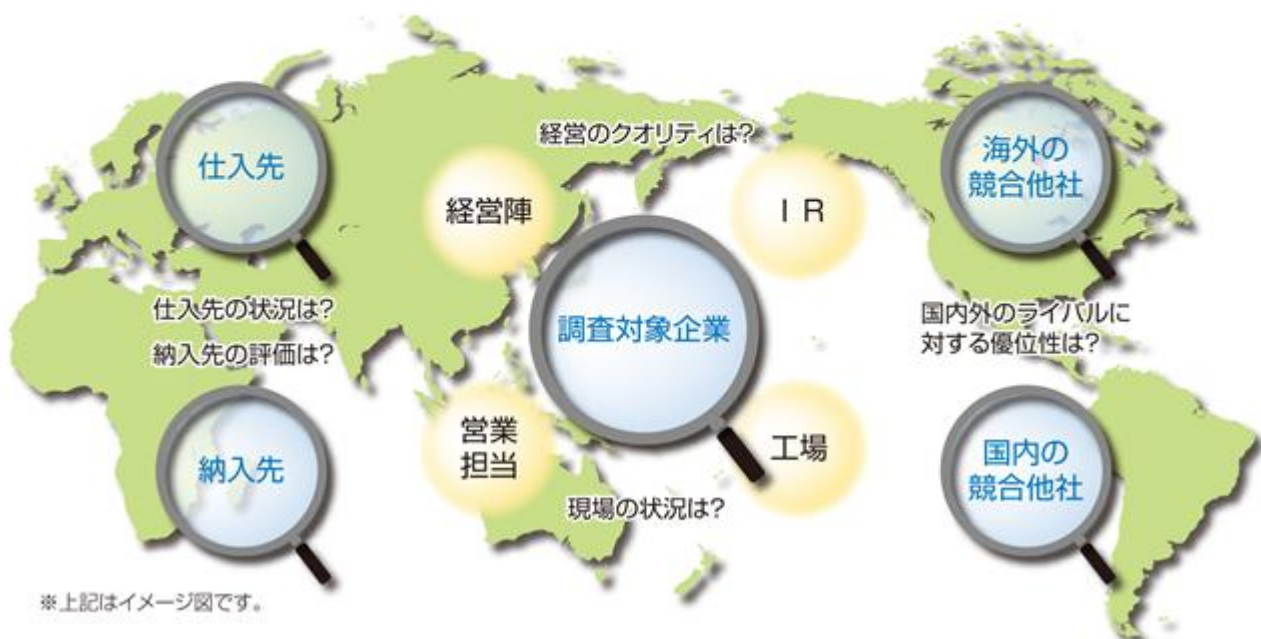 経営のクオリティは?
仕入先
経営陣
I R
海外の
競合他社
調査対象企業
仕入先の状況は?
納入先の評価は?
国内外のライバルに
対する優位性は?
納入先
営業
担当
工場
国内の
競合他社
現場の状況は?
※上記はイメージ図です。